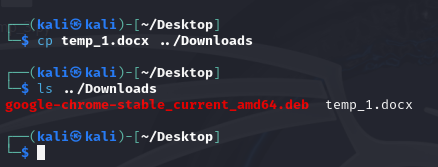 ┌──(kali㉿kali)-[~/Desktop]
└─$ cp temp_1.docx ../Downloads
┌──(kali㉿kali)-[~/Desktop]
└─$ ls ../Downloads
google-chrome-stable_current_amd64.deb  temp_1.docx
┌──(kali㉿kali)-[~/Desktop]
└─$